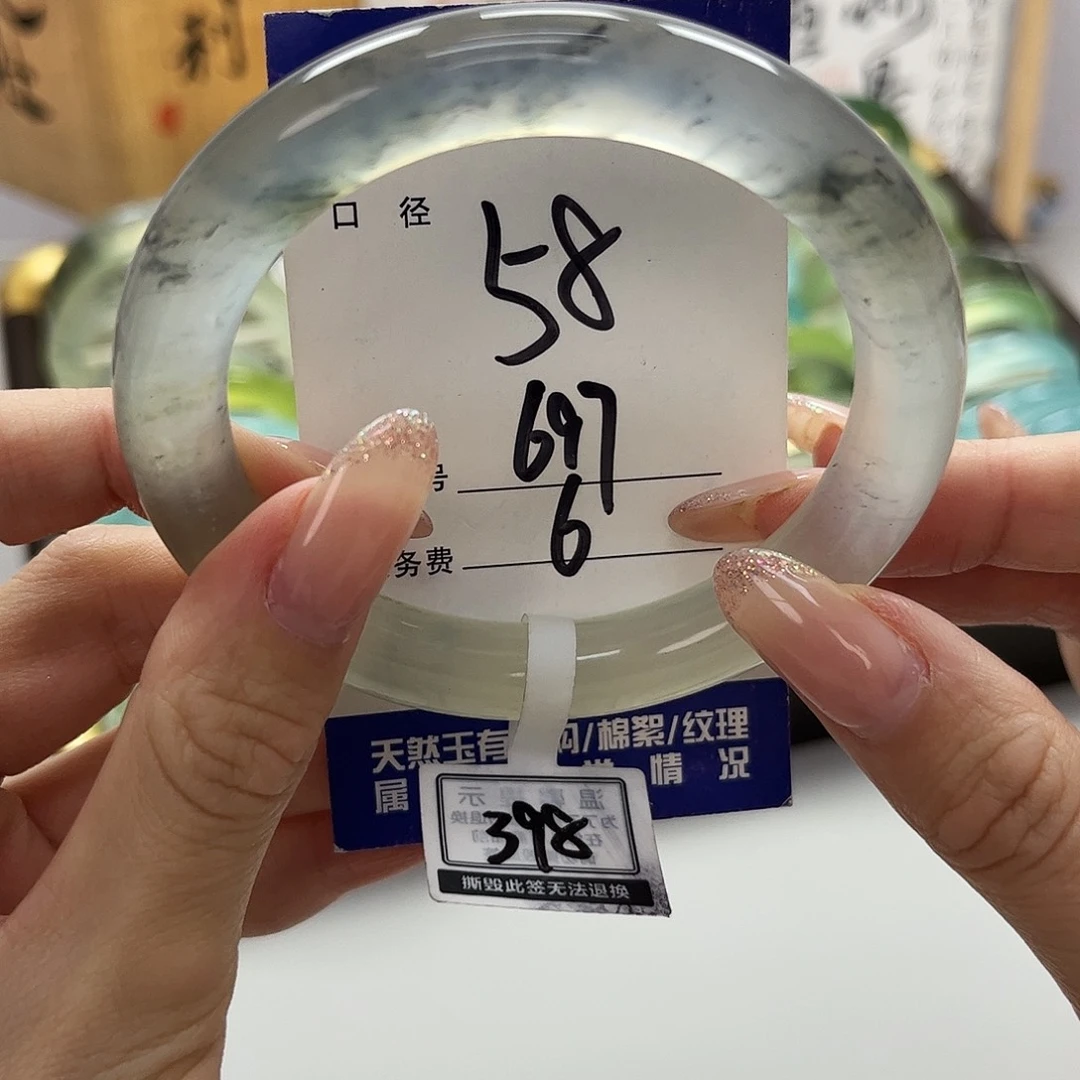 口 径
58
697
号
6
务费
天然玉有 /棉絮/纹理
属 情 况
398
撕毁此签无法退换